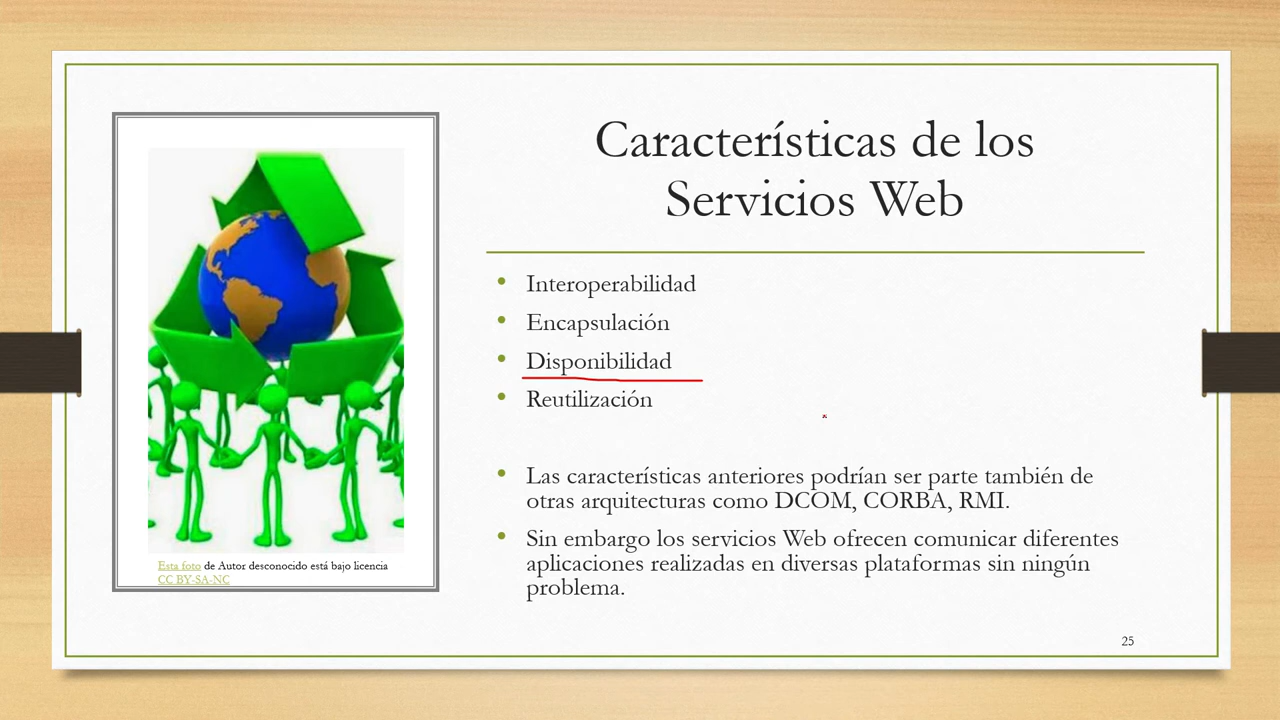 Características de los
Servicios Web
• Interoperabilidad
• Encapsulación
• Disponibilidad
• Reutilización
• Las características anteriores podrían ser parte también de
otras arquitecturas como DCOM, CORBA, RMI.
• Sin embargo los servicios Web ofrecen comunicar diferentes
aplicaciones realizadas en diversas plataformas sin ningún
problema.
Esta foto de Autor desconocido está bajo licencia
CC BY-SA-NC
25